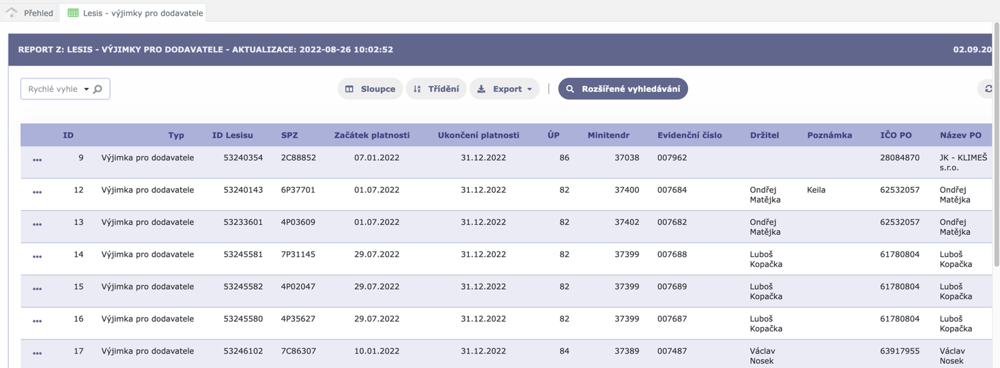 Přehled Lesis - výjimky pro dodavatele
REPORT Z: LESIS - VÝJIMKY PRO DODAVATELE - AKTUALIZACE: 2022-08-26 10:02:52 02.09.20
Rychlé vyhle Sloupce Třídění Export Rozšířené vyhledávání
ID Typ ID Lesisu SPZ Začátek platnosti Ukončení platnosti ÚP Minitendr Evidenční číslo Držitel Poznámka IČO PO Název PO
9 Výjimka pro dodavatele 53240354 2C88852 07.01.2022 31.12.2022 86 37038 007962 28084870 JK - KLIMEŠ
s.r.o.
12 Výjimka pro dodavatele 53240143 6P37701 01.07.2022 31.12.2022 82 37400 007684 Ondřej Keila 62532057 Ondřej
Matějka Matějka
13 Výjimka pro dodavatele 53233601 4P03609 01.07.2022 31.12.2022 82 37402 007682 Ondřej 62532057 Ondřej
Matějka Matějka
14 Výjimka pro dodavatele 53245581 7P31145 29.07.2022 31.12.2022 82 37399 007688 Luboš 61780804 Luboš
Kopačka Kopačka
15 Výjimka pro dodavatele 53245582 4P02047 29.07.2022 31.12.2022 82 37399 007689 Luboš 61780804 Luboš
Kopačka Kopačka
16 Výjimka pro dodavatele 53245580 4P35627 29.07.2022 31.12.2022 82 37399 007687 Luboš 61780804 Luboš
Kopačka Kopačka
17 Výjimka pro dodavatele 53246102 7C86307 10.01.2022 31.12.2022 84 37389 007487 Václav 63917955 Václav
Nosek Nosek